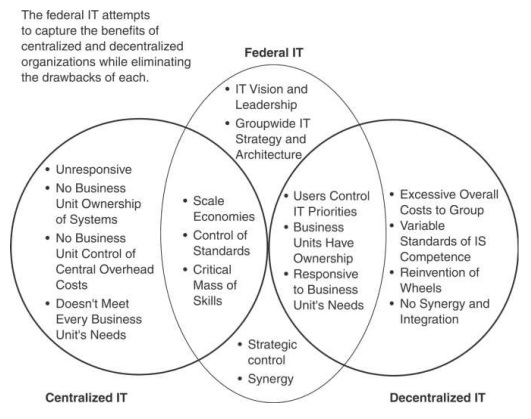 The federal IT attempts
to capture the benefits of
centralized and decentralized
organizations while eliminating
the drawbacks of each.
Federal IT
• IT Vision and
Leadership
• Groupwide IT
Strategy and
Architecture
• Unresponsive
• No Business
Unit Ownership
of Systems
• No Business
Unit Control of
Central Overhead
Costs
• Doesn't Meet
Every Business
Unit's Needs
• Scale
Economies
• Control of
Standards
• Critical
Mass of
Skills
• Users Control
IT Priorities
• Business
Units Have
Ownership
• Responsive
to Business
Unit's Needs
• Excessive Overall
Costs to Group
• Variable
Standards of IS
Competence
• Reinvention of
Wheels
• No Synergy and
Integration
• Strategic
control
• Synergy
Centralized IT
Decentralized IT